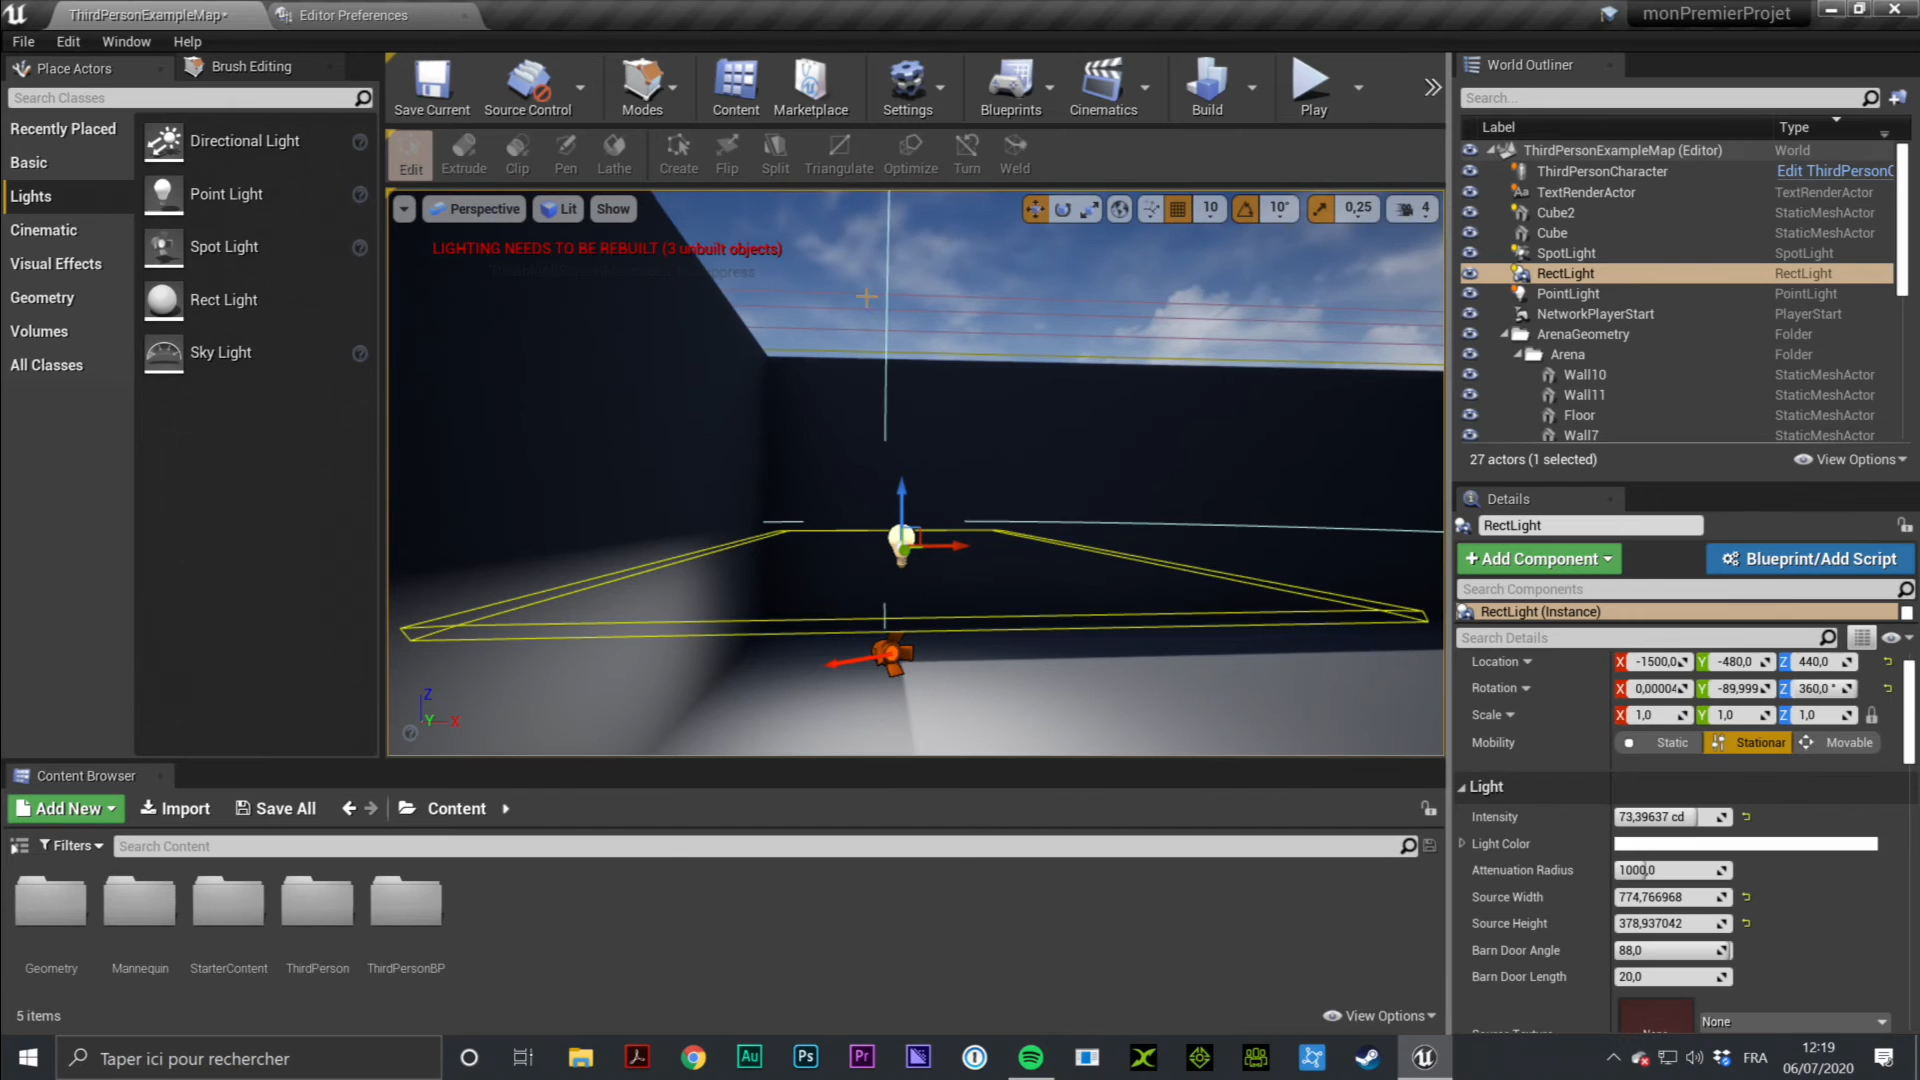 ThirdPersonExampleMap*
Editor Preferences
monPremierProjet
File Edit Window Help
Place Actors
Brush Editing
Search Classes
Recently Placed
Basic
Lights
Cinematic
Visual Effects
Geometry
Volumes
All Classes
Directional Light
Point Light
Spot Light
Rect Light
Sky Light
Save Current
Source Control
Modes
Content
Marketplace
Settings
Blueprints
Cinematics
Build
Play
Edit Extrude Clip Pen Lathe Create Flip Split Triangulate Optimize Turn Weld
Perspective Lit Show
10 10° 0,25 4
LIGHTING NEEDS TO BE REBUILT (3 unbuilt objects)
Z
Y X
World Outliner
Search...
Label Type
ThirdPersonExampleMap (Editor) World
ThirdPersonCharacter Edit ThirdPersonC
TextRenderActor TextRenderActor
Cube2 StaticMeshActor
Cube StaticMeshActor
SpotLight SpotLight
RectLight RectLight
PointLight PointLight
NetworkPlayerStart PlayerStart
ArenaGeometry Folder
Arena Folder
Wall10 StaticMeshActor
Wall11 StaticMeshActor
Floor StaticMeshActor
Wall7 StaticMeshActor
27 actors (1 selected)
View Options
Details
RectLight
+ Add Component
Blueprint/Add Script
Search Components
RectLight (Instance)
Search Details
Location X -1500,0 Y -480,0 Z 440,0
Rotation X 0,00004 Y -89,999 Z 360,0 °
Scale X 1,0 Y 1,0 Z 1,0
Mobility Static Stationar Movable
Light
Intensity 73,39637 cd
Light Color
Attenuation Radius 1000,0
Source Width 774,766968
Source Height 378,937042
Barn Door Angle 88,0
Barn Door Length 20,0
None
Content Browser
Add New Import Save All Content
Filters
Search Content
Geometry
Mannequin
StarterContent
ThirdPerson
ThirdPersonBP
5 items
View Options
Taper ici pour rechercher
Au
Ps
Pr
FRA
12:19
06/07/2020